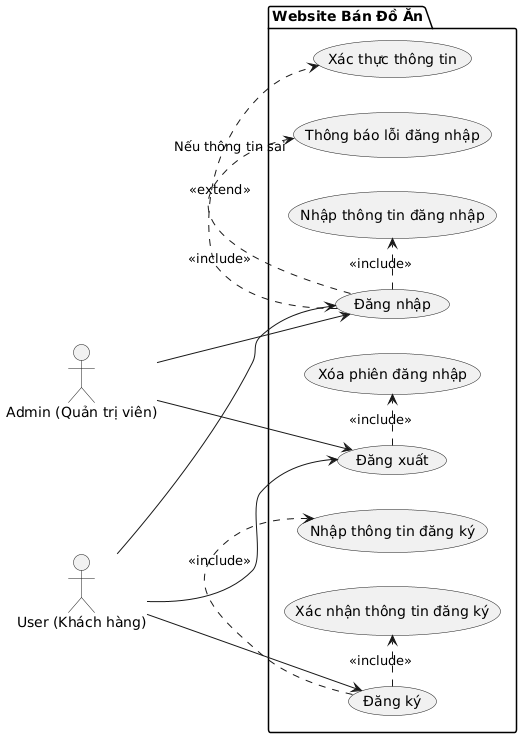 Website Bán Đồ Ăn
Xác thực thông tin
Thông báo lỗi đăng nhập
Nếu thông tin sai
«extend»
Nhập thông tin đăng nhập
«include»
«include»
Đăng nhập
Xóa phiên đăng nhập
Admin (Quản trị viên)
«include»
Đăng xuất
Nhập thông tin đăng ký
«include»
Xác nhận thông tin đăng ký
User (Khách hàng)
«include»
Đăng ký